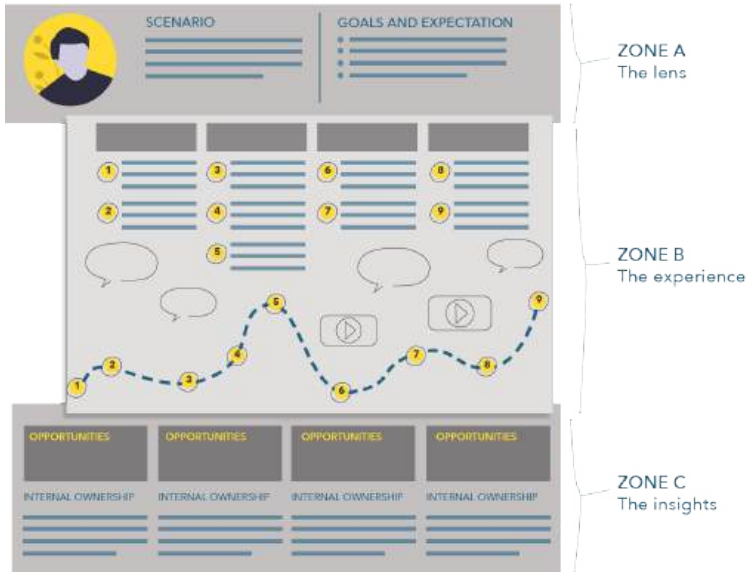 SCENARIO
GOALS AND EXPECTATION
ZONE A
The lens
1
3
6
8
2
4
7
9
5
ZONE B
The experience
9
5
4
7
2
8
3
1
6
OPPORTUNITIES
OPPORTUNITIES
OPPORTUNITIES
OPPORTUNITIES
ZONE C
The insights
INTERNAL OWNERSHIP
INTERNAL OWNERSHIP
INTERNAL OWNERSHIP
INTERNAL OWNERSHIP